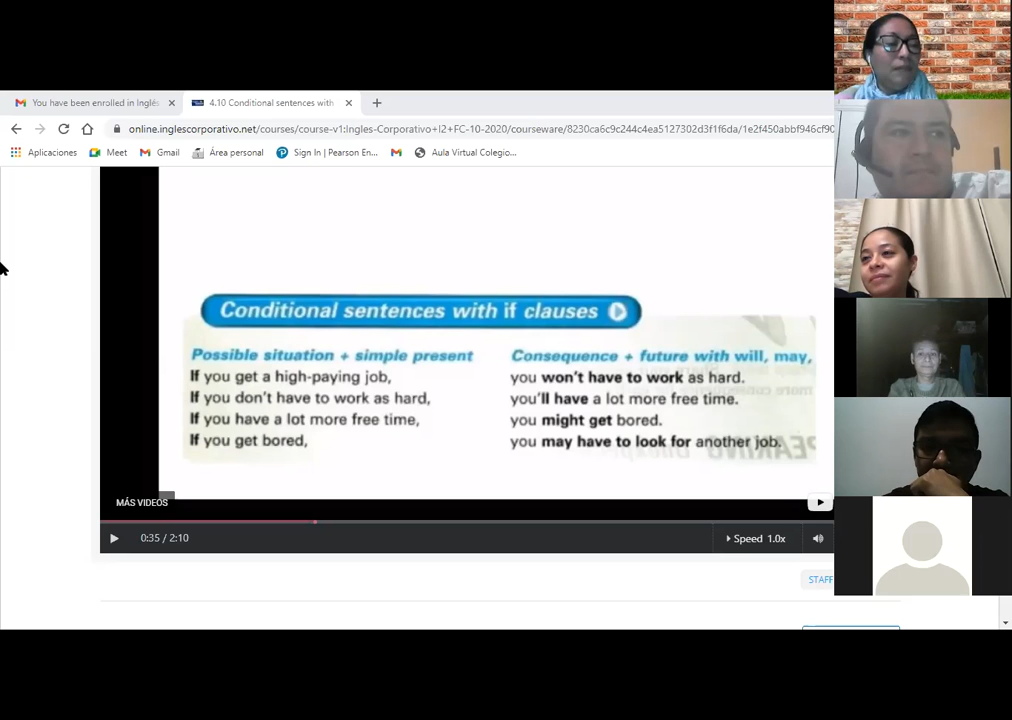 You have been enrolled in Inglés
4.10 Conditional sentences with
online.inglescorporativo.net/courses/course-v1:Ingles-Corporativo+I2+FC-10-2020/courseware/8230ca6c9c244c4ea5127302d3f1f6da/1e2f450abbf946cf90
Aplicaciones Meet Gmail Área personal Sign In | Pearson En... Aula Virtual Colegio...
Conditional sentences with if clauses
Possible situation + simple present
Consequence + future with will, may,
If you get a high-paying job,
you won't have to work as hard.
If you don't have to work as hard,
you'll have a lot more free time.
If you have a lot more free time,
you might get bored.
If you get bored,
you may have to look for another job.
MÁS VIDEOS
0:35 / 2:10
Speed 1.0x
STAFF